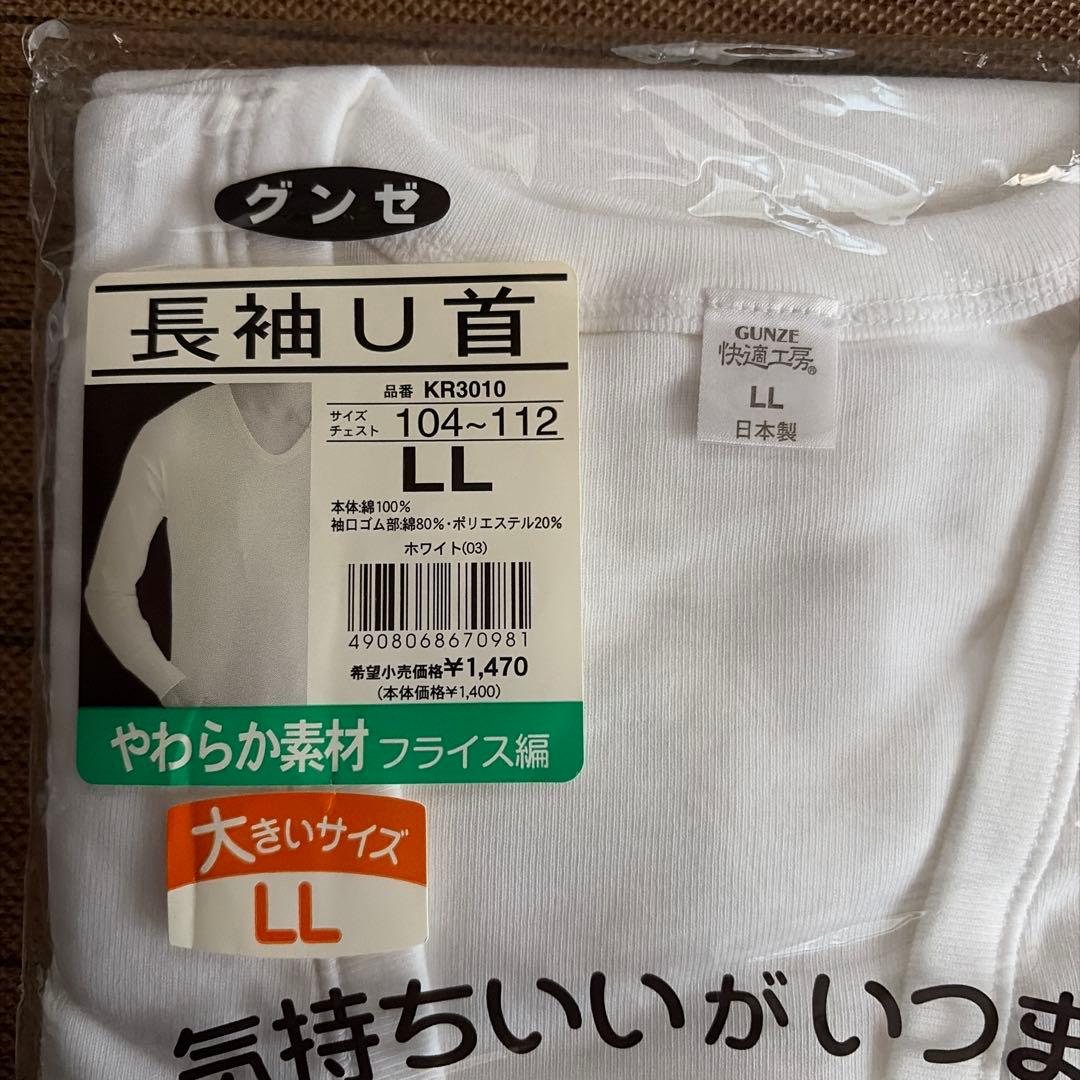 グンゼ
長袖U首
品番 KR3010
サイズ
チェスト 104~112
LL
本体:綿100%
袖口ゴム部:綿80%・ポリエステル20%
ホワイト(03)
4908068670981
希望小売価格¥1,470
(本体価格¥1,400)
やわらか素材 フライス編
大きいサイズ
LL
GUNZE
快適工房®
LL
日本製
気持ちいいがいつま